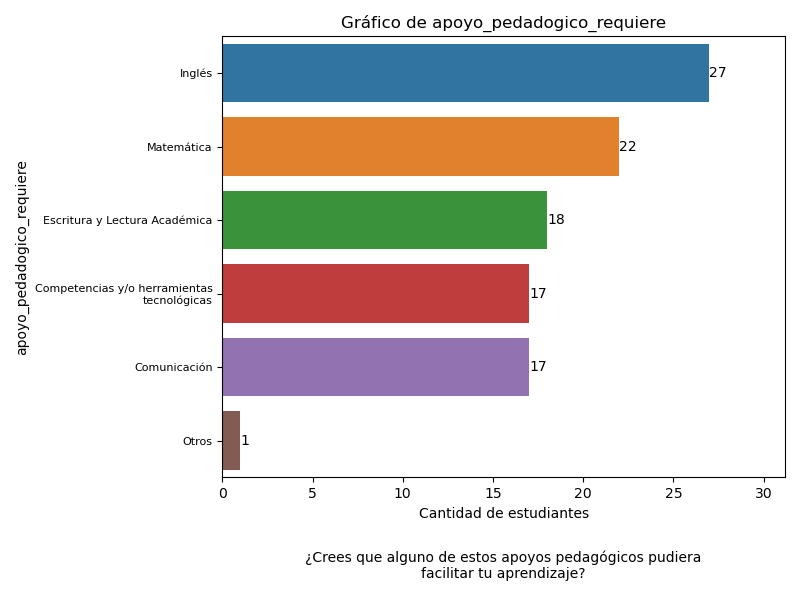 Gráfico de apoyo_pedadogico_requiere
apoyo_pedadogico_requiere
Inglés
27
Matemática
22
Escritura y Lectura Académica
18
Competencias y/o herramientas
tecnológicas
17
Comunicación
17
Otros
1
0 5 10 15 20 25 30
Cantidad de estudiantes
¿Crees que alguno de estos apoyos pedagógicos pudiera
facilitar tu aprendizaje?